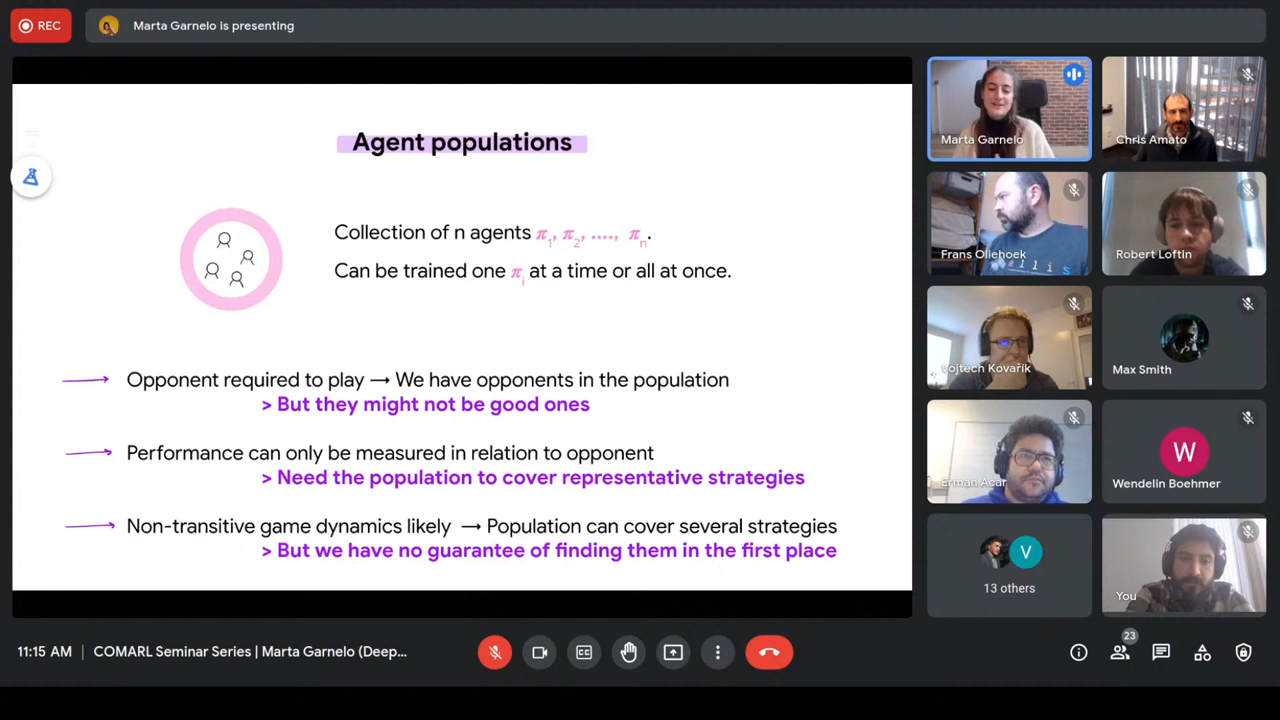 REC
Marta Garnelo is presenting
Agent populations
Collection of n agents π1, π2, ...., πn.
Can be trained one πi at a time or all at once.
Opponent required to play → We have opponents in the population
> But they might not be good ones
Performance can only be measured in relation to opponent
> Need the population to cover representative strategies
Non-transitive game dynamics likely → Population can cover several strategies
> But we have no guarantee of finding them in the first place
Marta Garnelo
Chris Amato
Frans Oliehoek
ellis
Robert Loftin
Vojtěch Kovařík
Max Smith
Erman Acar
W
Wendelin Boehmer
V
13 others
You
11:15 AM
COMARL Seminar Series | Marta Garnelo (Deep...
23